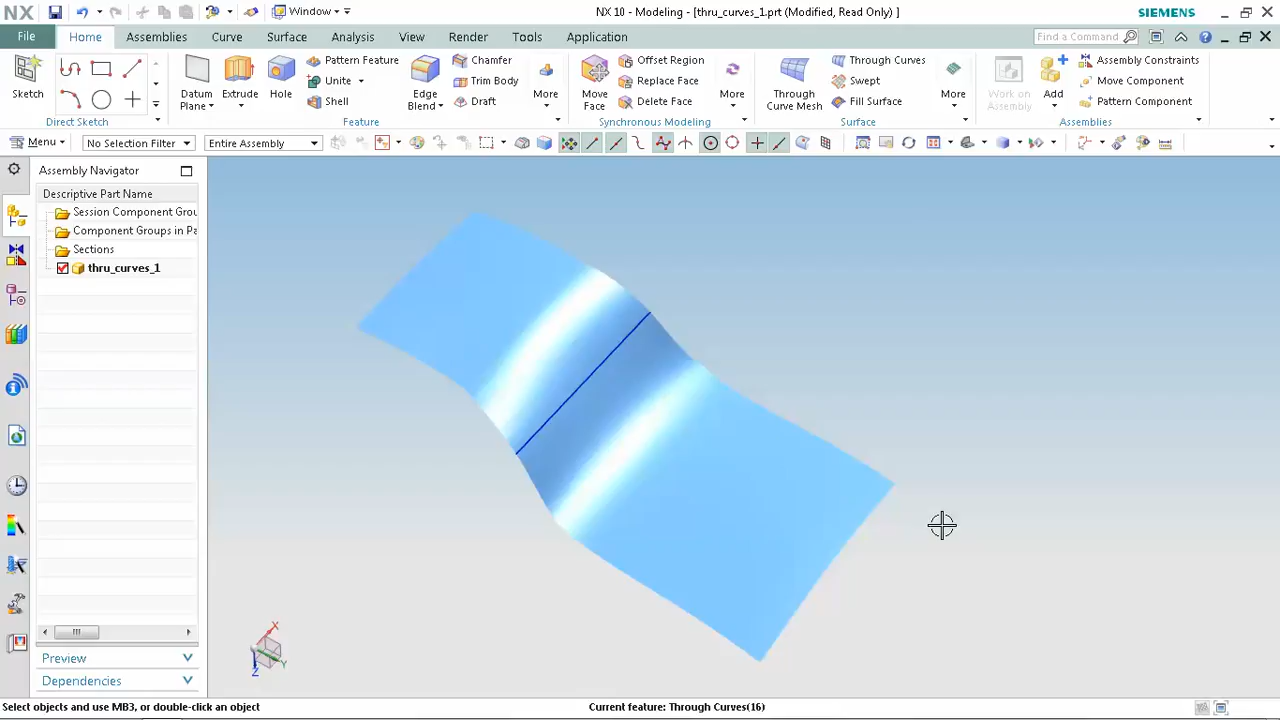 NX Window NX 10 - Modeling - [thru_curves_1.prt (Modified, Read Only) ] SIEMENS
File Home Assemblies Curve Surface Analysis View Render Tools Application Find a Command
Sketch
Direct Sketch
Datum Plane
Extrude
Hole
Pattern Feature
Unite
Shell
Edge Blend
Chamfer
Trim Body
Draft
More
Feature
Move Face
Offset Region
Replace Face
Delete Face
More
Synchronous Modeling
Through Curve Mesh
Through Curves
Swept
Fill Surface
More
Surface
Work on Assembly
Add
Assembly Constraints
Move Component
Pattern Component
Assemblies
Menu No Selection Filter Entire Assembly
Assembly Navigator
Descriptive Part Name
Session Component Grou
Component Groups in Pa
Sections
thru_curves_1
Preview
Dependencies
X
Y
Z
Select objects and use MB3, or double-click an object Current feature: Through Curves(16)